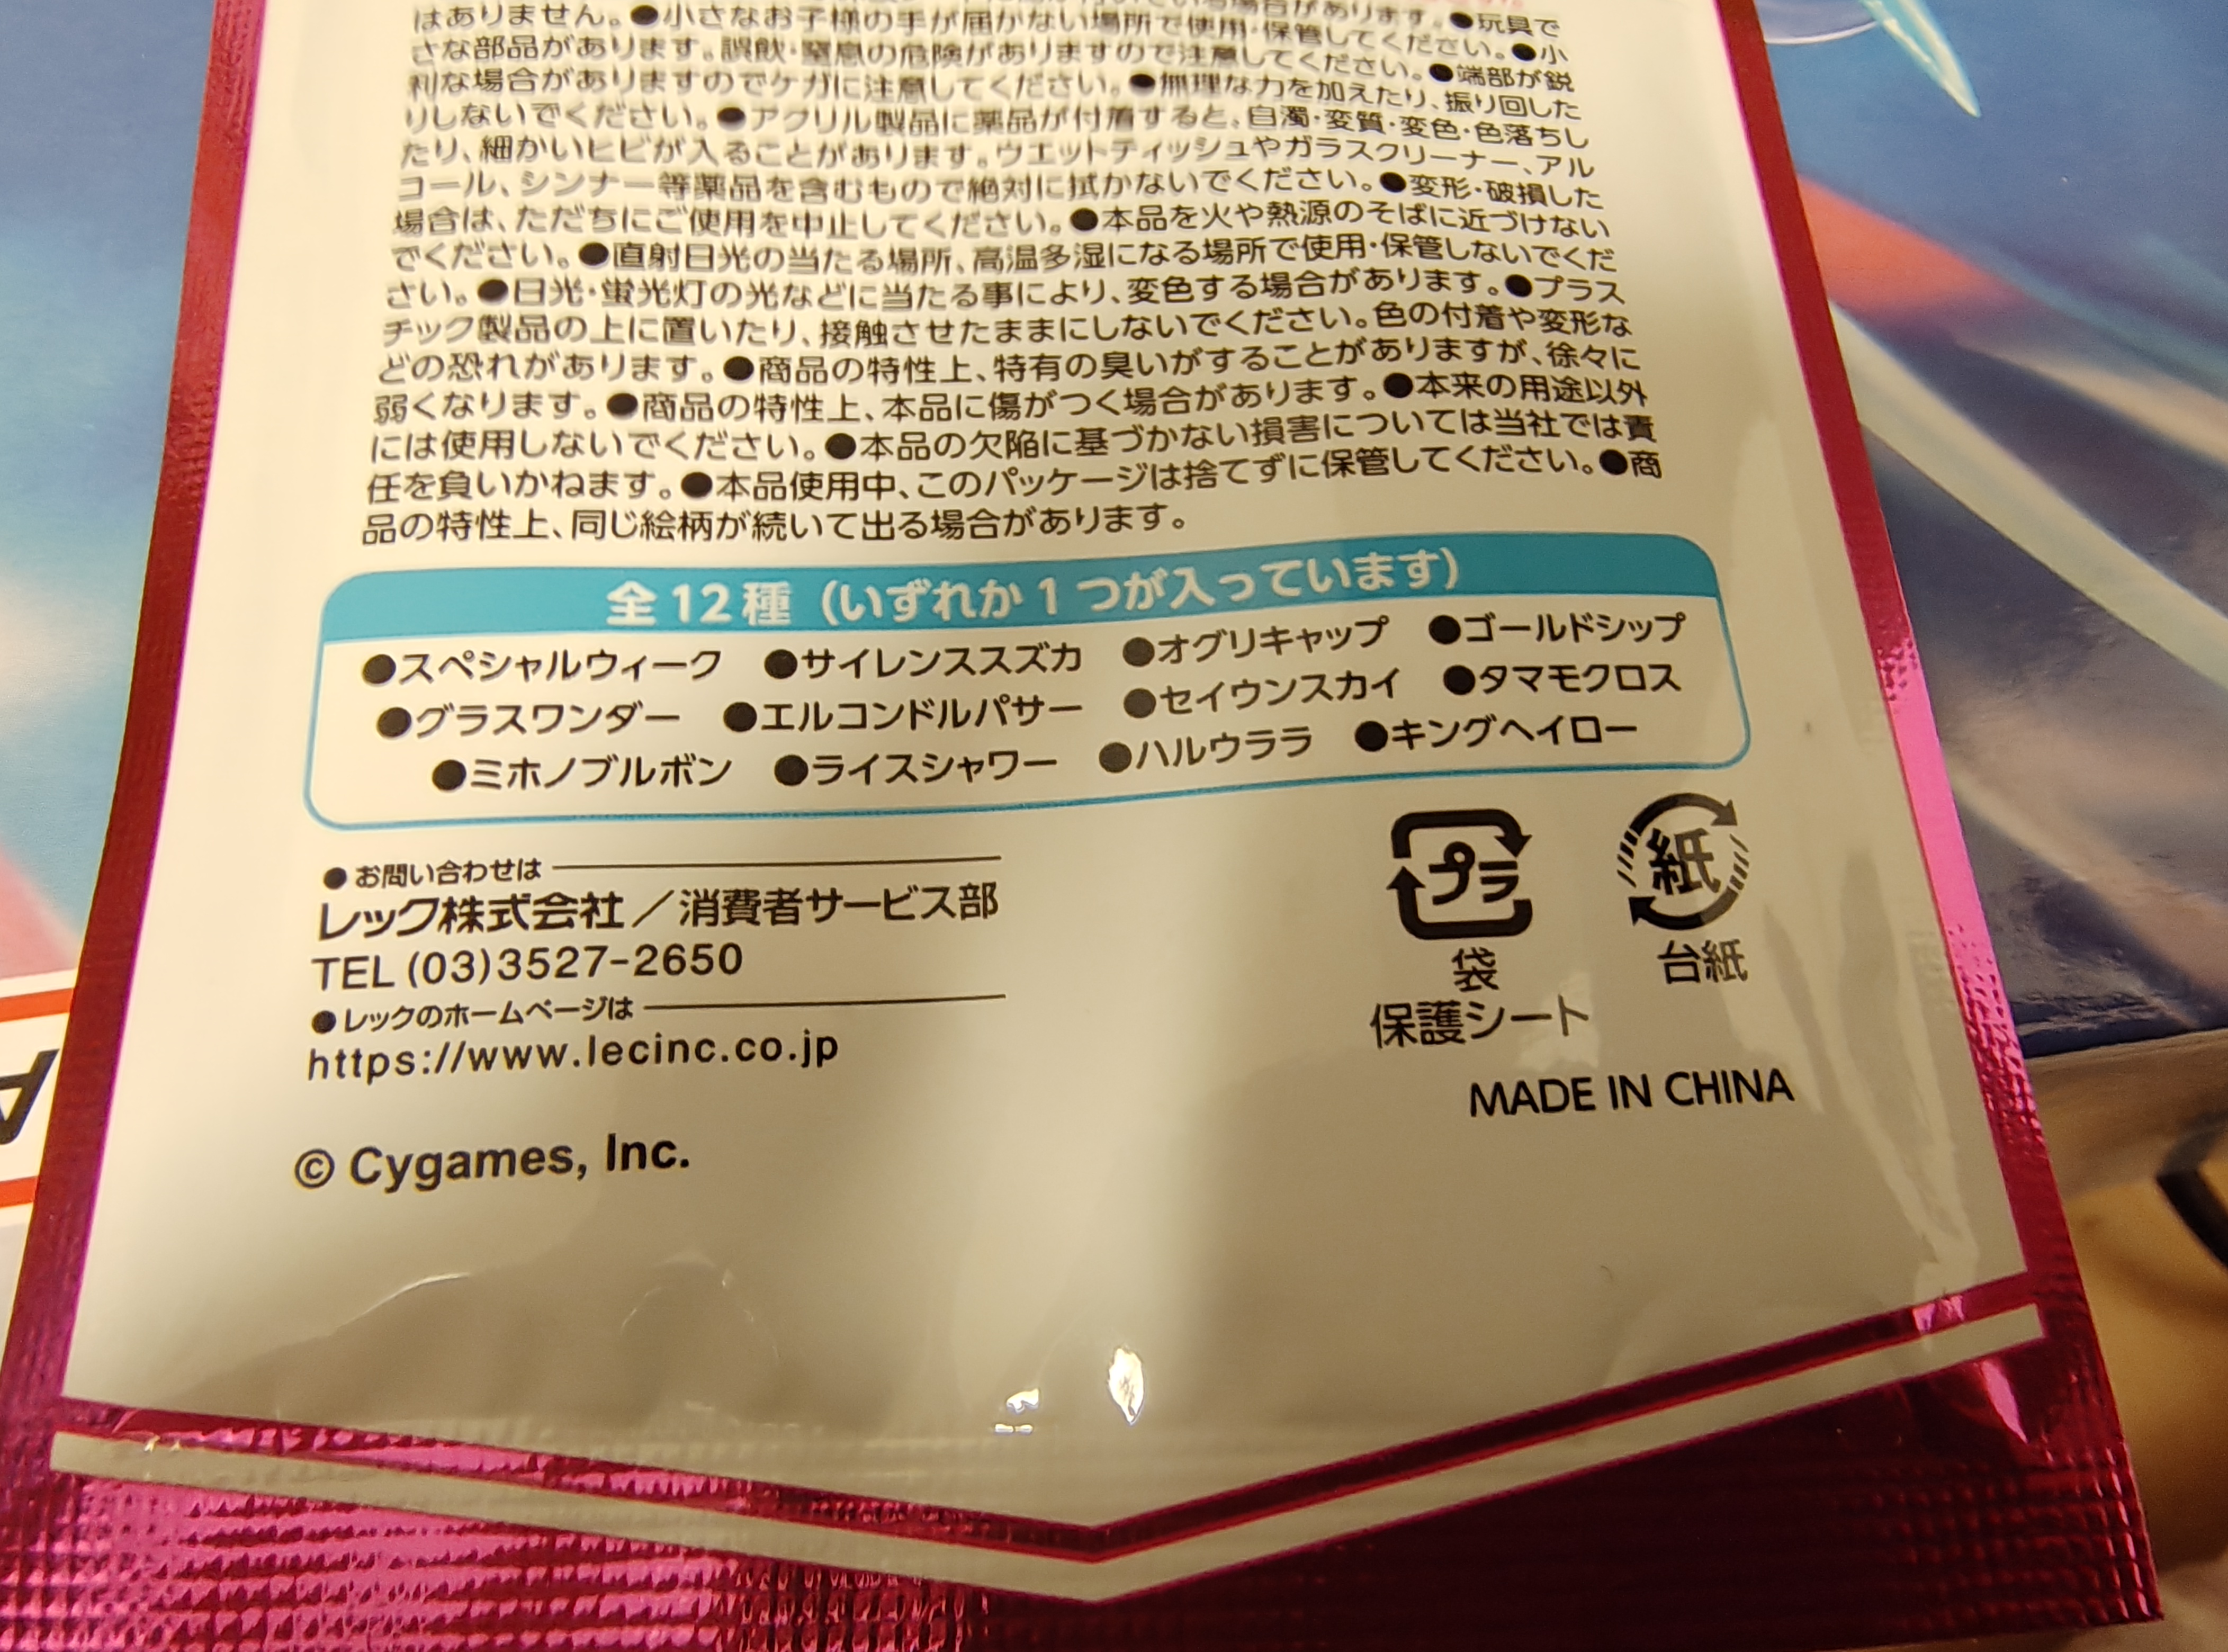 はありません。●小さなお子様の手が届かない場所で使用・保管してください。●玩具で
さな部品があります。誤飲・窒息の危険がありますので注意してください。●小
利な場合がありますのでケガに注意してください。●無理な力を加えたり、振り回した
●端部が鋭
りしないでください。●アクリル製品に薬品が付着すると、白濁・変質・変色・色落ちし
たり、細かいヒビが入ることがあります。ウエットティッシュやガラスクリーナー、アル
コール、シンナー等薬品を含むもので絶対に拭かないでください。●変形・破損した
場合は、ただちにご使用を中止してください。●本品を火や熱源のそばに近づけない
でください。●直射日光の当たる場所、高温多湿になる場所で使用・保管しないでくだ
さい。●日光・蛍光灯の光などに当たる事により、変色する場合があります。●プラス
チック製品の上に置いたり、接触させたままにしないでください。色の付着や変形な
どの恐れがあります。●商品の特性上、特有の臭いがすることがありますが、徐々に
弱くなります。●商品の特性上、本品に傷がつく場合があります。●本来の用途以外
には使用しないでください。●本品の欠陥に基づかない損害については当社では責
任を負いかねます。●本品使用中、このパッケージは捨てずに保管してください。●商
品の特性上、同じ絵柄が続いて出る場合があります。
全12種（いずれか1つが入っています）
●スペシャルウィーク ●サイレンススズカ ●オグリキャップ ●ゴールドシップ
●グラスワンダー ●エルコンドルパサー ●セイウンスカイ ●タマモクロス
●ミホノブルボン ●ライスシャワー ●ハルウララ ●キングヘイロー
●お問い合わせは
レック株式会社／消費者サービス部
TEL(03)3527-2650
●レックのホームページは
https://www.lecinc.co.jp
© Cygames, Inc.
プラ
袋
保護シート
紙
台紙
MADE IN CHINA